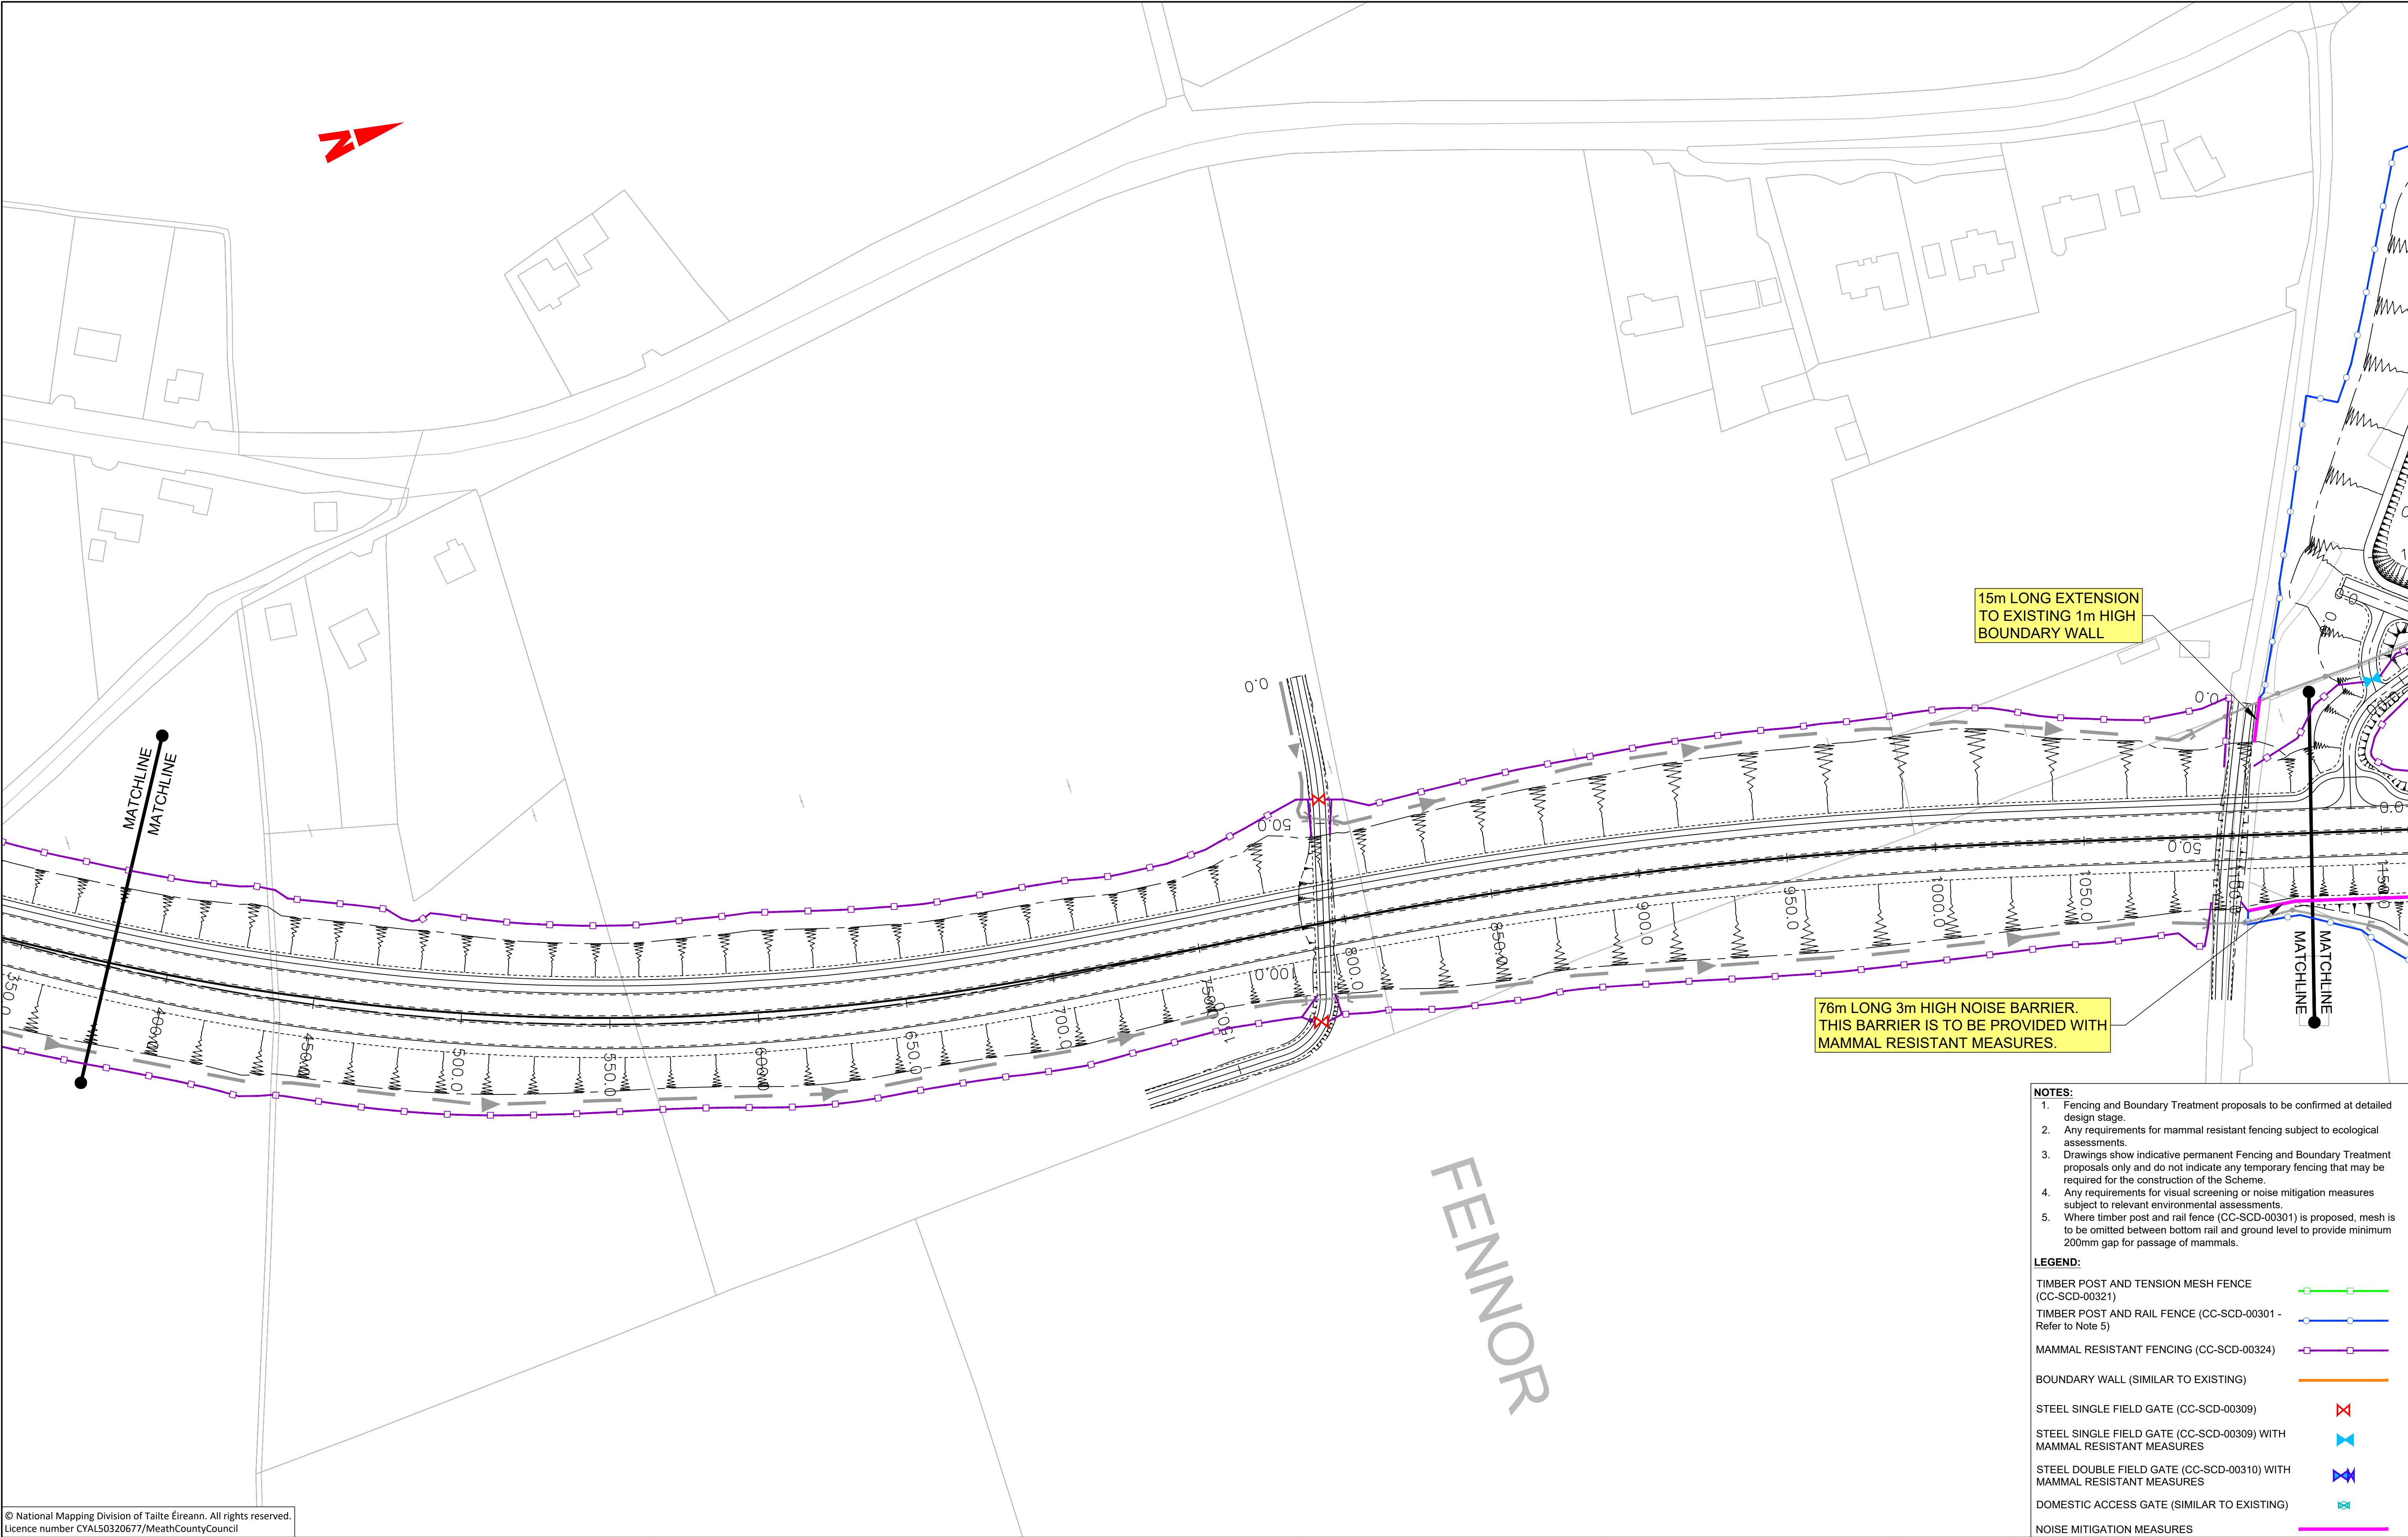 MATCHLINE
MATCHLINE
15m LONG EXTENSION
TO EXISTING 1m HIGH
BOUNDARY WALL
0.0
50.0
100.0
150.0
0.0
50.0
100.0
0.0
0.0
0.0
0.0
350.0
400.0
450.0
500.0
550.0
600.0
650.0
700.0
750.0
800.0
850.0
900.0
950.0
1000.0
1050.0
1150.0
MATCHLINE
MATCHLINE
76m LONG 3m HIGH NOISE BARRIER.
THIS BARRIER IS TO BE PROVIDED WITH
MAMMAL RESISTANT MEASURES.
FENNOR
NOTES:
1. Fencing and Boundary Treatment proposals to be confirmed at detailed
design stage.
2. Any requirements for mammal resistant fencing subject to ecological
assessments.
3. Drawings show indicative permanent Fencing and Boundary Treatment
proposals only and do not indicate any temporary fencing that may be
required for the construction of the Scheme.
4. Any requirements for visual screening or noise mitigation measures
subject to relevant environmental assessments.
5. Where timber post and rail fence (CC-SCD-00301) is proposed, mesh is
to be omitted between bottom rail and ground level to provide minimum
200mm gap for passage of mammals.
LEGEND:
TIMBER POST AND TENSION MESH FENCE
(CC-SCD-00321)
TIMBER POST AND RAIL FENCE (CC-SCD-00301 -
Refer to Note 5)
MAMMAL RESISTANT FENCING (CC-SCD-00324)
BOUNDARY WALL (SIMILAR TO EXISTING)
STEEL SINGLE FIELD GATE (CC-SCD-00309)
STEEL SINGLE FIELD GATE (CC-SCD-00309) WITH
MAMMAL RESISTANT MEASURES
STEEL DOUBLE FIELD GATE (CC-SCD-00310) WITH
MAMMAL RESISTANT MEASURES
DOMESTIC ACCESS GATE (SIMILAR TO EXISTING)
NOISE MITIGATION MEASURES
© National Mapping Division of Tailte Éireann. All rights reserved.
Licence number CYAL50320677/MeathCountyCouncil
N